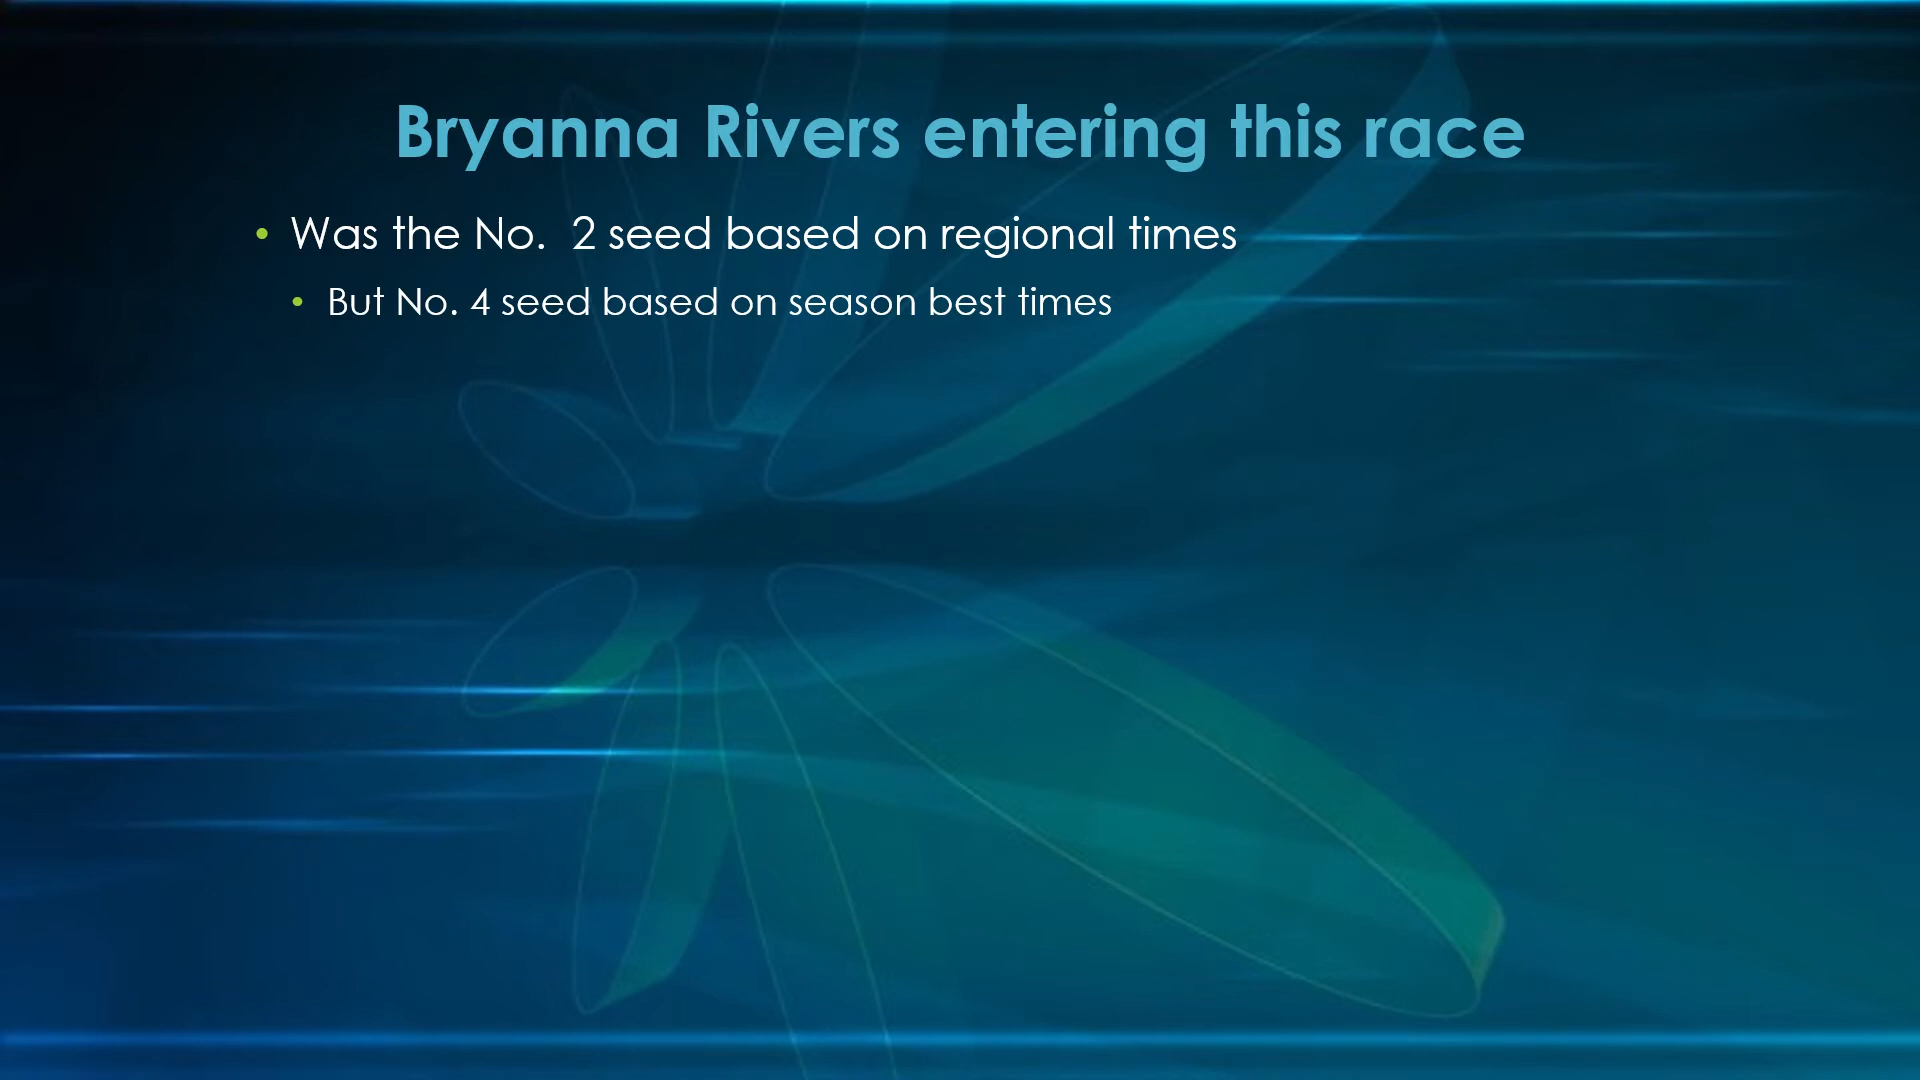 Bryanna Rivers entering this race
• Was the No.  2 seed based on regional times
• But No. 4 seed based on season best times